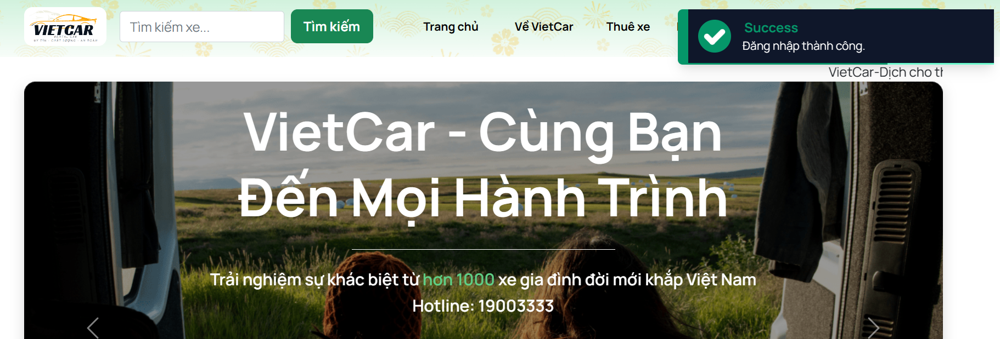 VIETCAR
RENTAL CAR
UY TÍN - CHẤT LƯỢNG - AN TOÀN
Tìm kiếm xe...
Tìm kiếm
Trang chủ
Về VietCar
Thuê xe
Success
Đăng nhập thành công.
VietCar-Dịch cho
VietCar - Cùng Bạn
Đến Mọi Hành Trình
Trải nghiệm sự khác biệt từ hơn 1000 xe gia đình đời mới khắp Việt Nam
Hotline: 19003333